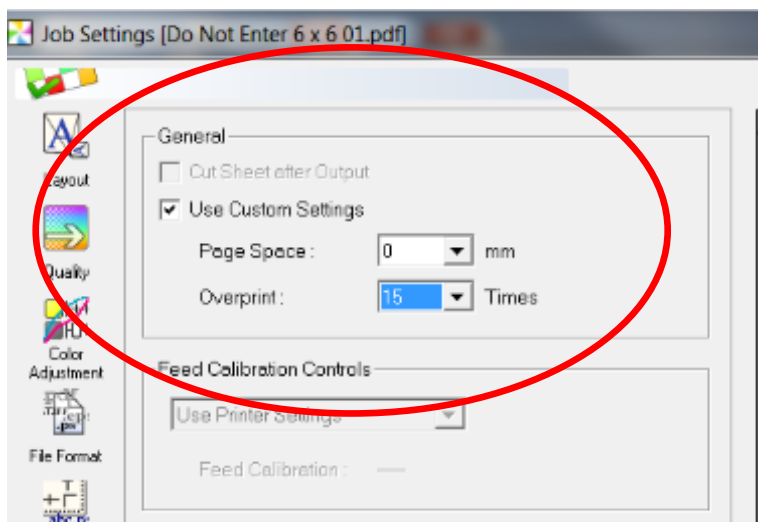 Job Settings [Do Not Enter 6 x 6 01.pdf]
Layout
Quality
Color
Adjustment
File Format
General
Cut Sheet after Output
Use Custom Settings
Page Space : 0 mm
Overprint : 15 Times
Feed Calibration Controls
Use Printer Settings
Feed Calibration : —